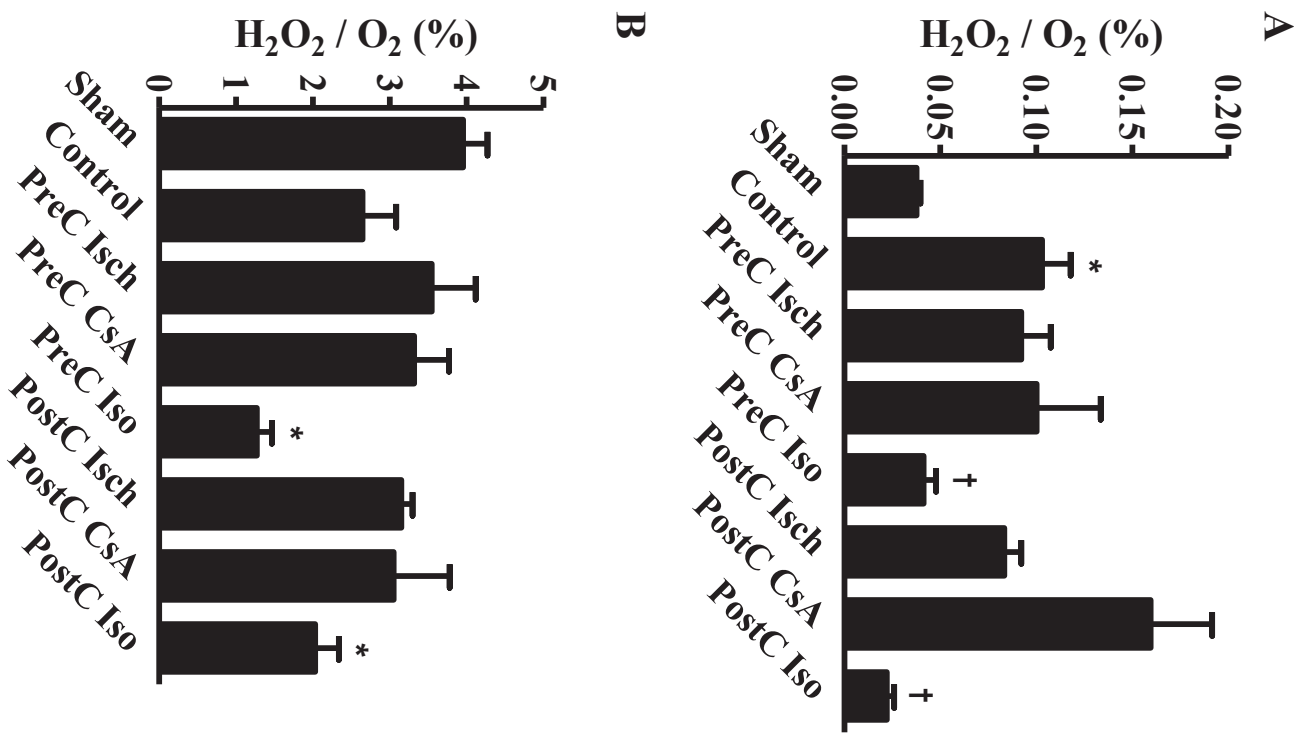 A
H₂O₂ / O₂ (%)
0.20
0.15
0.10
0.05
0.00
*
†
†
Sham
Control
PreC Isch
PreC CsA
PreC Iso
PostC Isch
PostC CsA
PostC Iso
B
H₂O₂ / O₂ (%)
5
4
3
2
1
0
*
*
Sham
Control
PreC Isch
PreC CsA
PreC Iso
PostC Isch
PostC CsA
PostC Iso